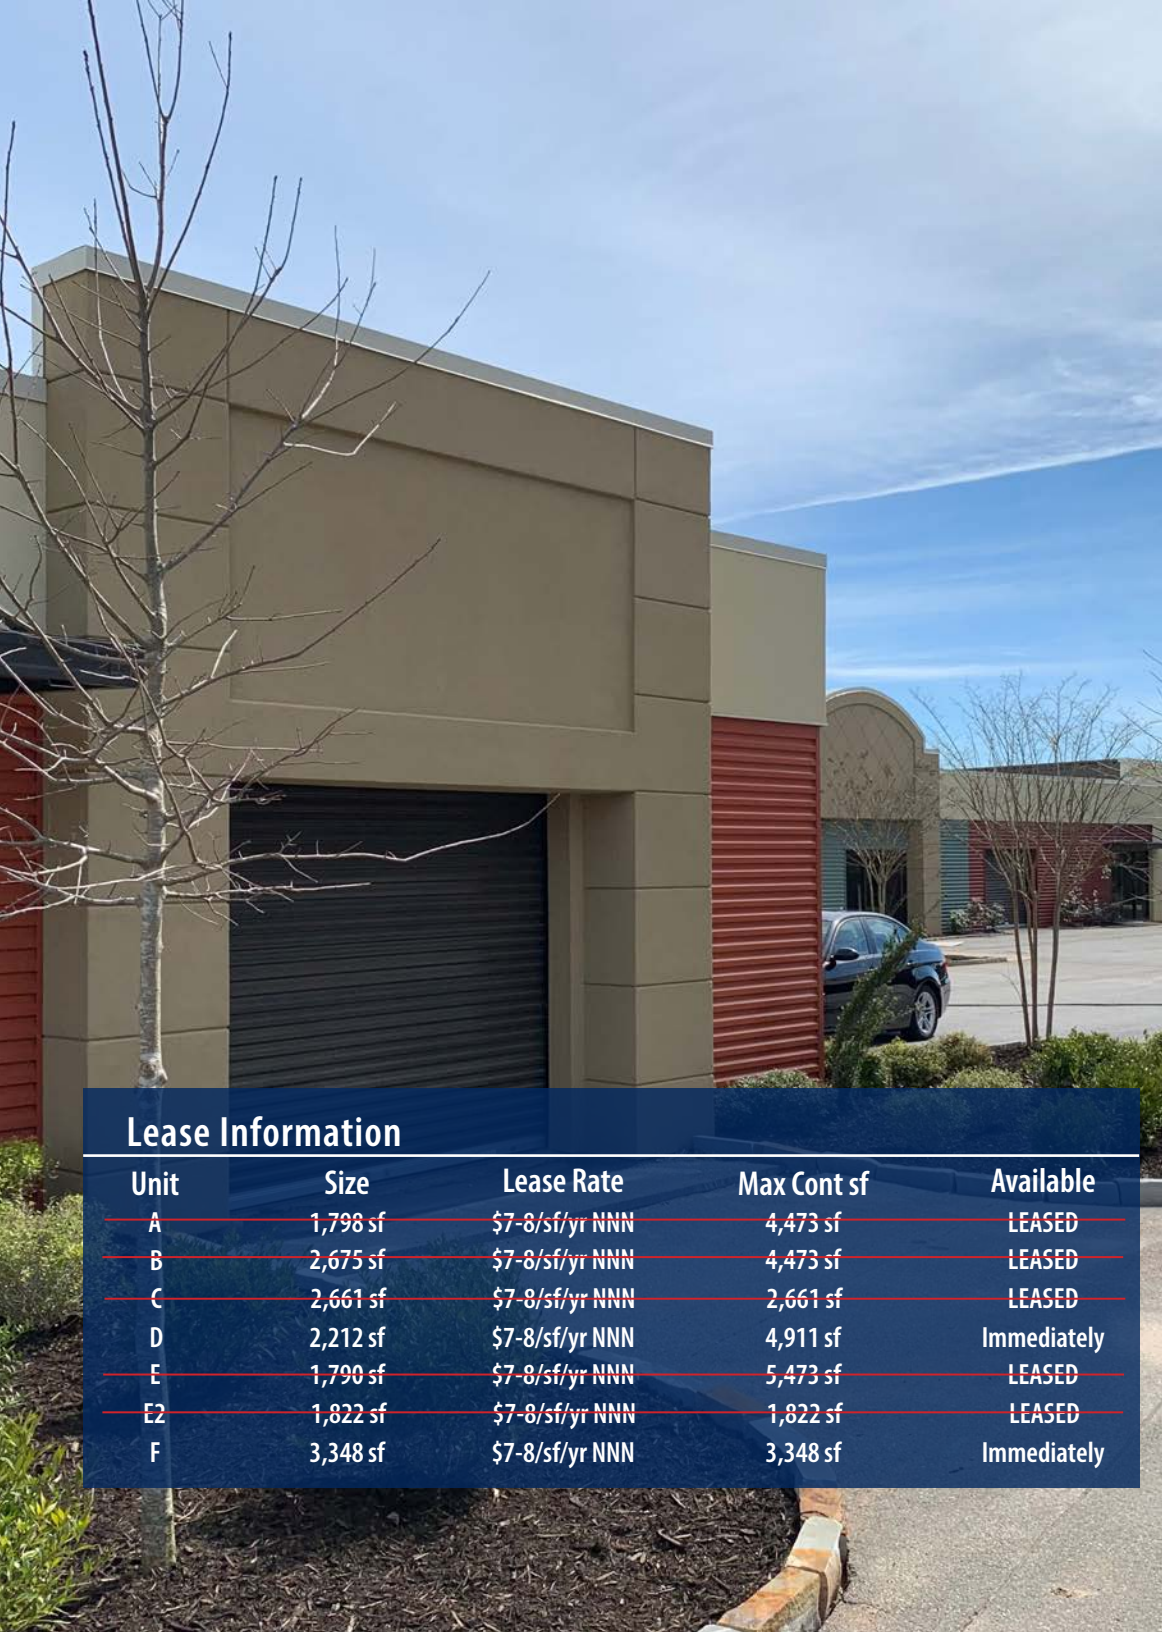 Lease Information
Unit Size Lease Rate Max Cont sf Available
A 1,798 sf $7-8/sf/yr NNN 4,473 sf LEASED
B 2,675 sf $7-8/sf/yr NNN 4,473 sf LEASED
C 2,661 sf $7-8/sf/yr NNN 2,661 sf LEASED
D 2,212 sf $7-8/sf/yr NNN 4,911 sf Immediately
E 1,790 sf $7-8/sf/yr NNN 5,473 sf LEASED
E2 1,822 sf $7-8/sf/yr NNN 1,822 sf LEASED
F 3,348 sf $7-8/sf/yr NNN 3,348 sf Immediately